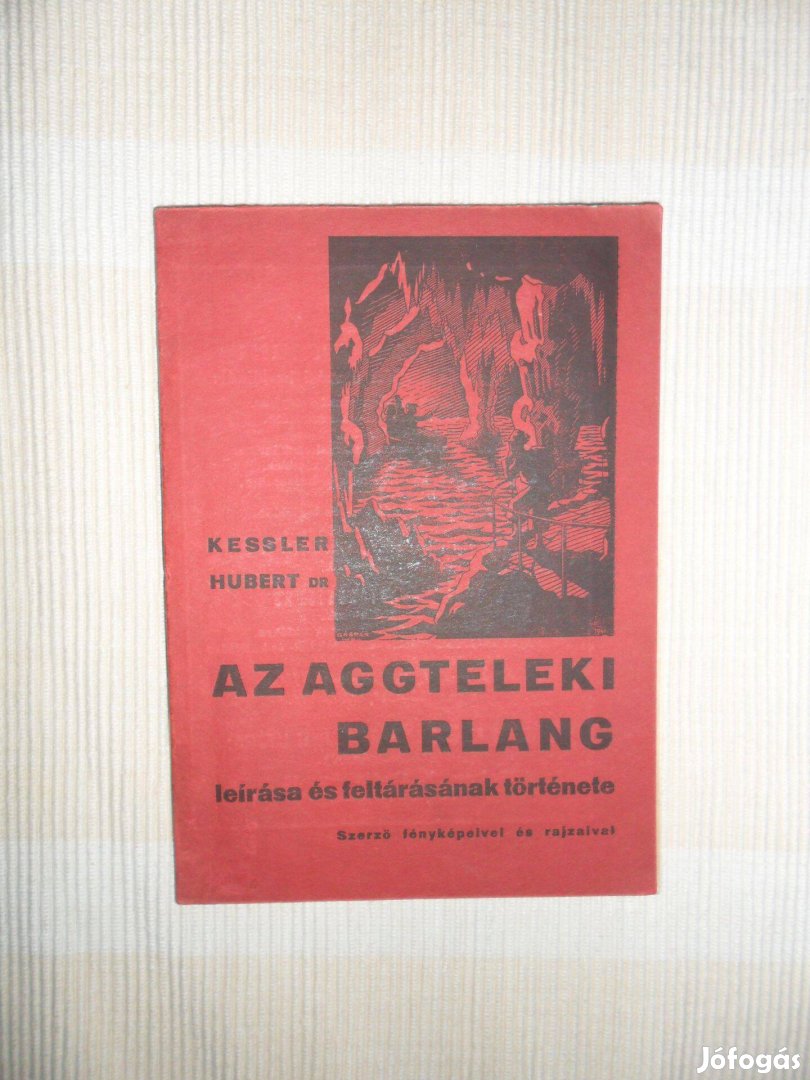 KESSLER
HUBERT DR
AZ AGGTELEKI
BARLANG
leírása és feltárásának története
Szerző fényképeivel és rajzaival
Jófogás